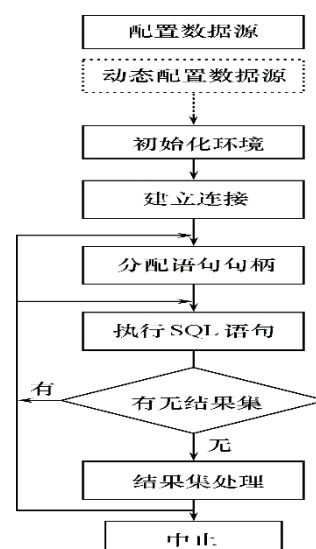 配置数据源
动态配置数据源
初始化环境
建立连接
分配语句句柄
执行SQL语句
有无结果集
有
无
结果集处理
中止